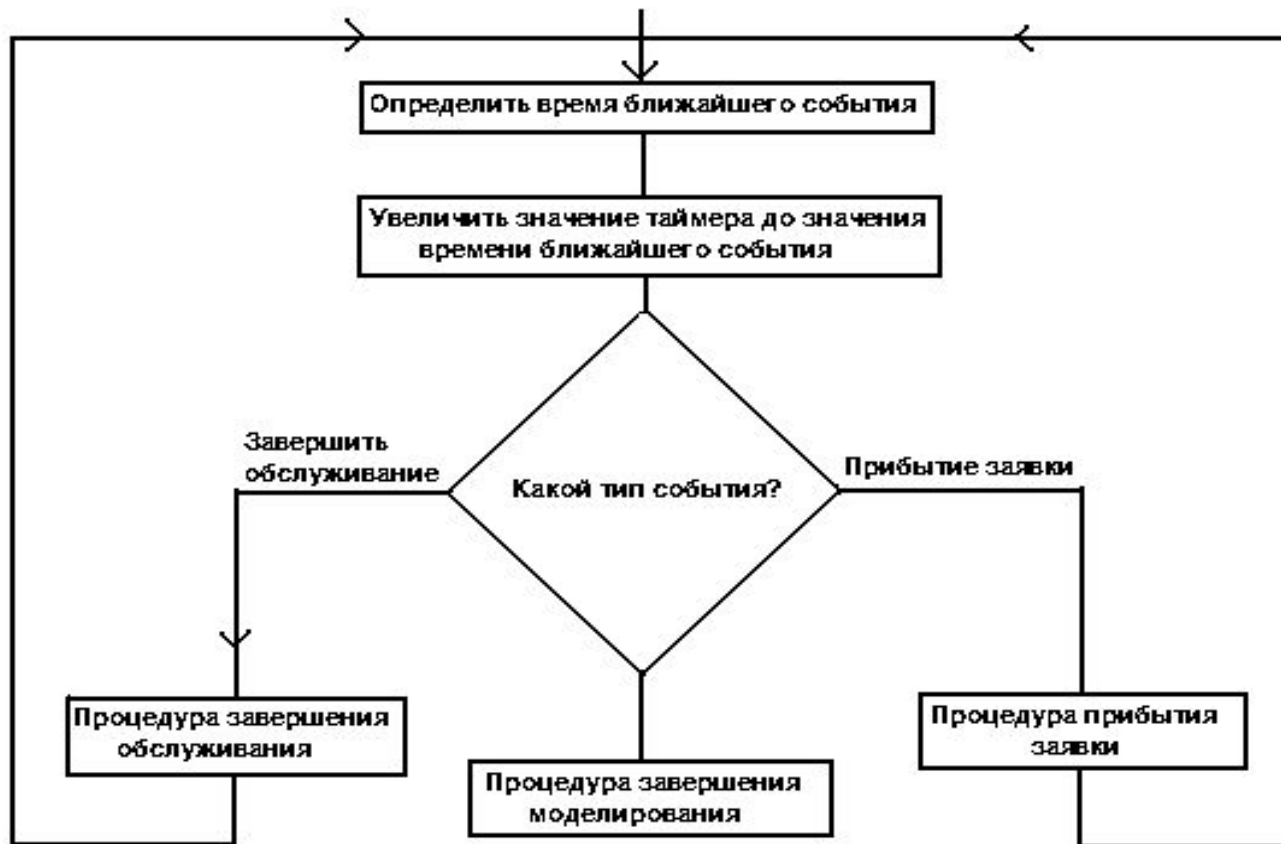 Определить время ближайшего события
Увеличить значение таймера до значения
времени ближайшего события
Завершить
обслуживание
Какой тип события?
Прибытие заявки
Процедура завершения
обслуживания
Процедура завершения
моделирования
Процедура прибытия
заявки